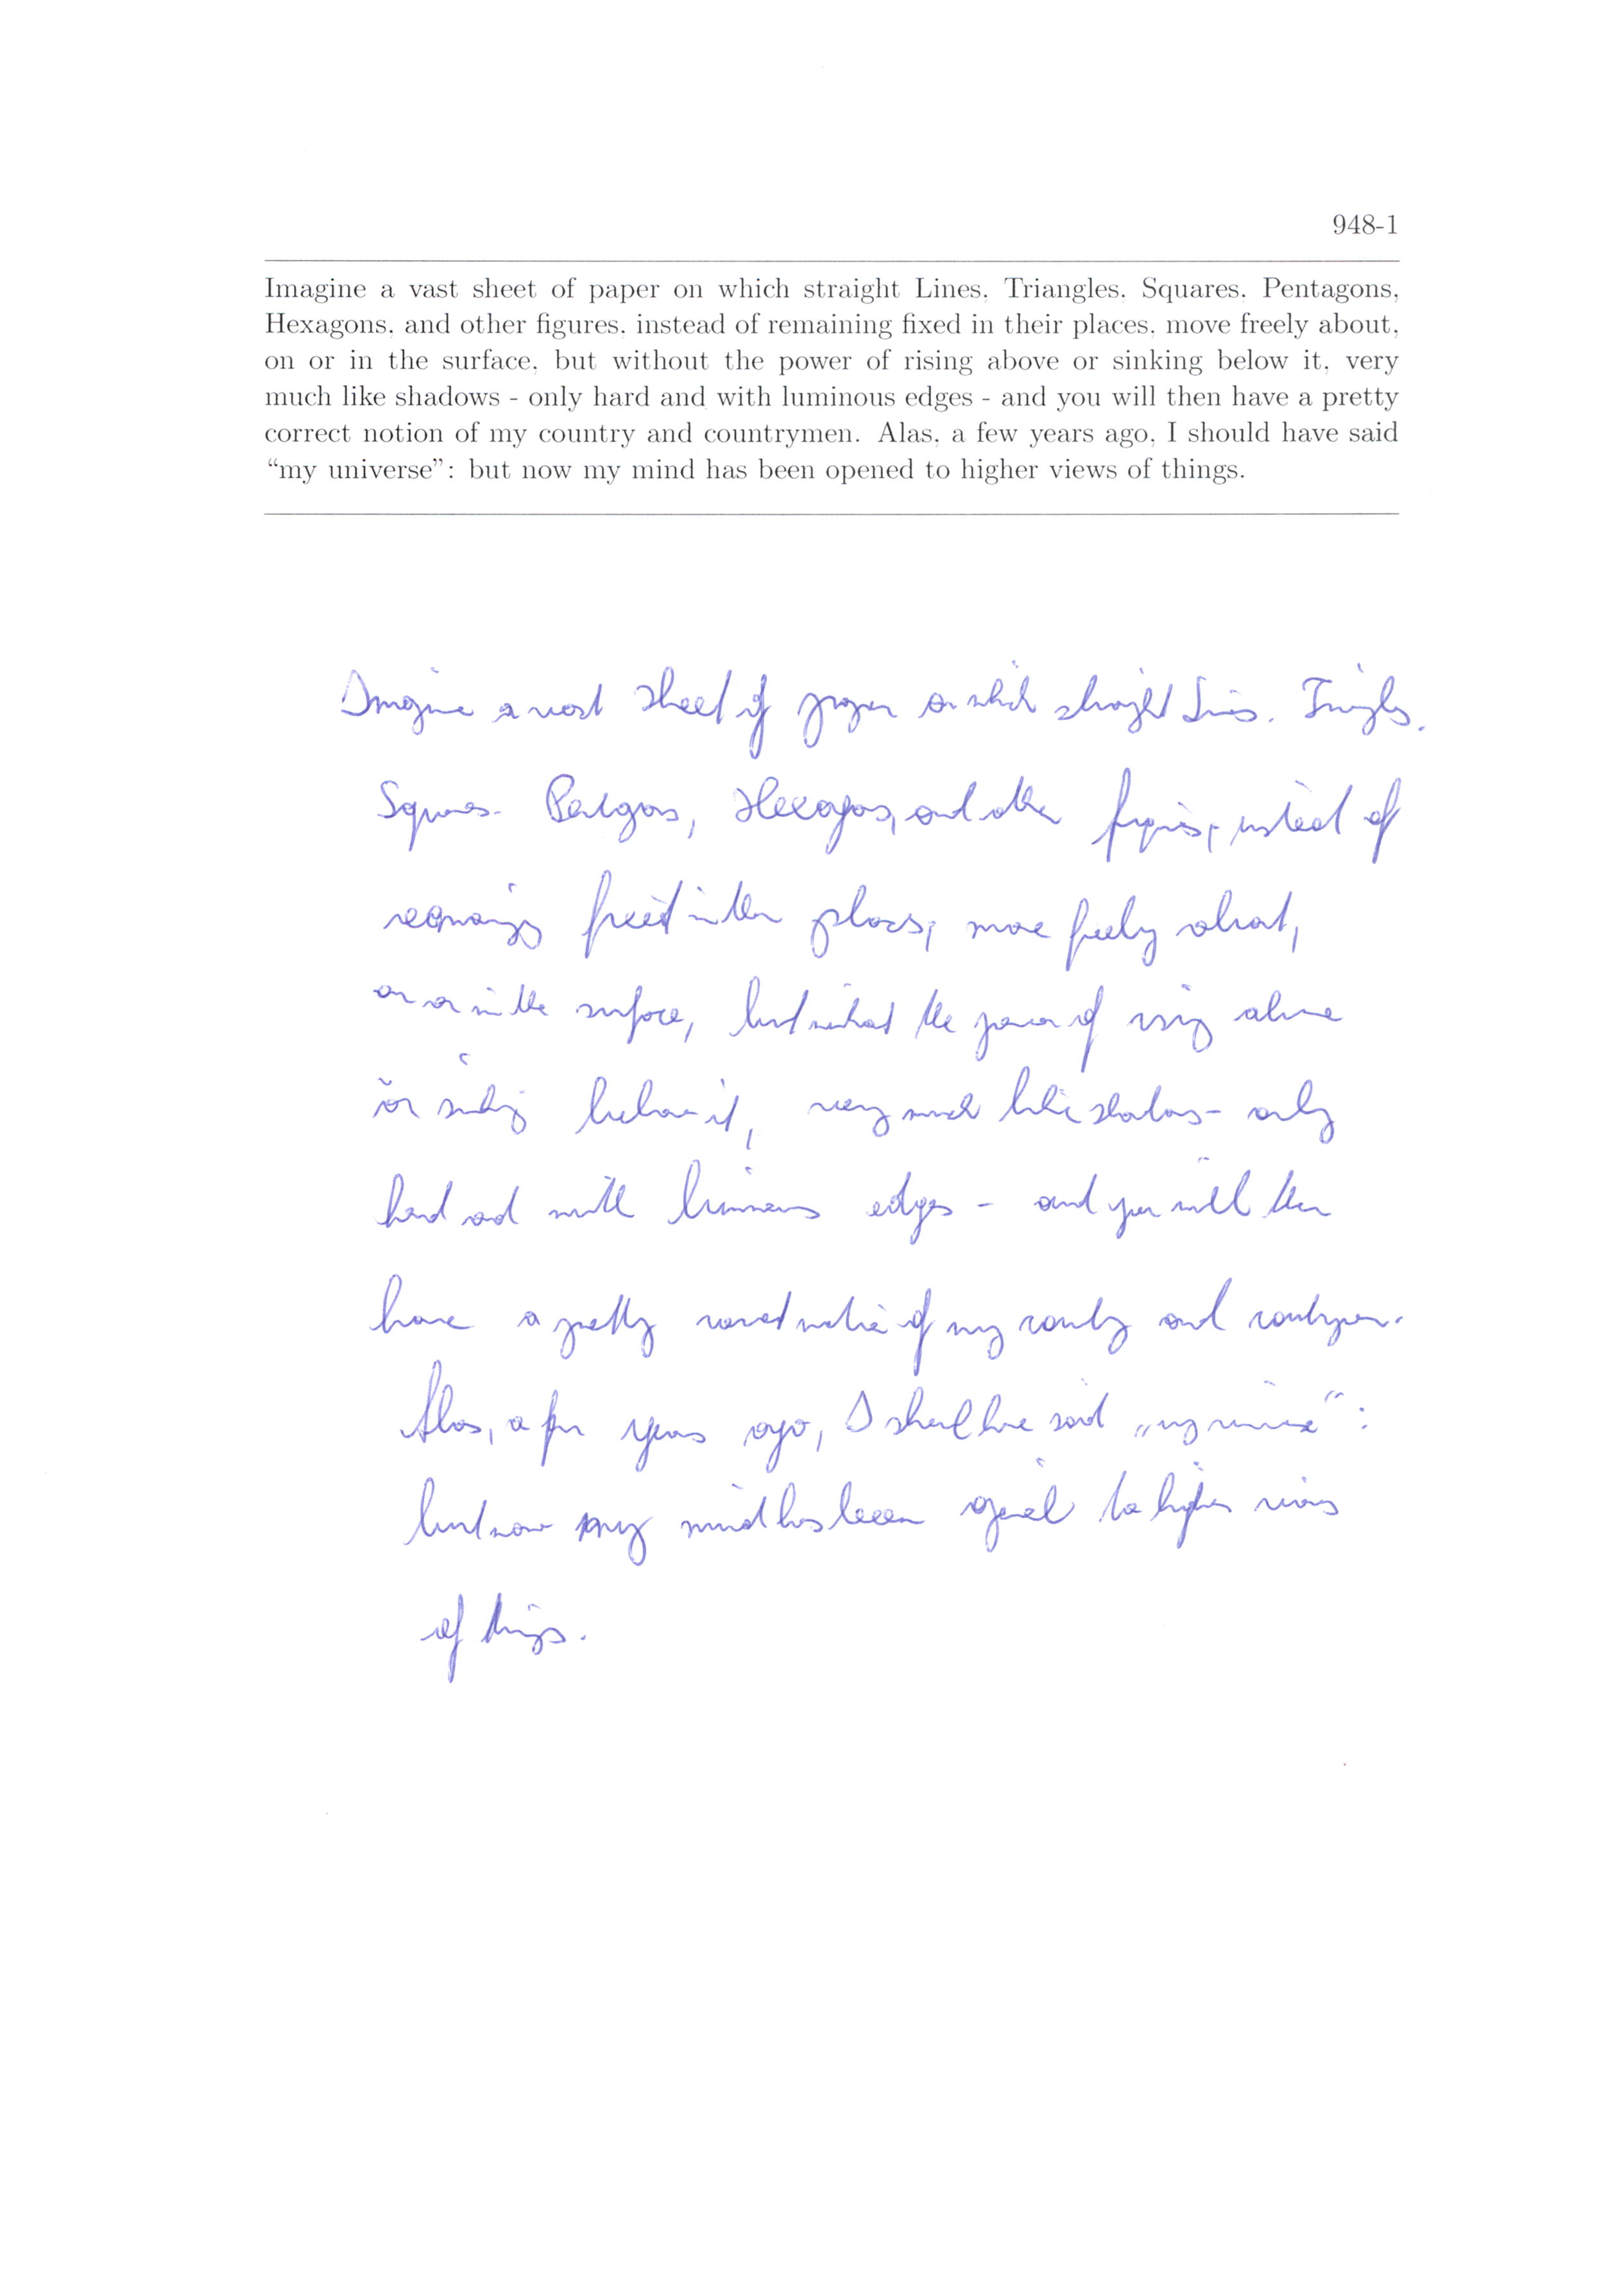 948-1
Imagine a vast sheet of paper on which straight Lines, Triangles, Squares, Pentagons,
Hexagons, and other figures, instead of remaining fixed in their places, move freely about,
on or in the surface, but without the power of rising above or sinking below it, very
much like shadows - only hard and with luminous edges - and you will then have a pretty
correct notion of my country and countrymen. Alas, a few years ago, I should have said
“my universe”: but now my mind has been opened to higher views of things.
Imagine a vast sheet of paper on which straight Lines. Triangles.
Squares. Pentagons, Hexagons, and other figures, instead of
remaining fixed in their places, move freely about,
on or in the surface, but without the power of rising above
or sinking below it, very much like shadows - only
hard and with luminous edges - and you will then
have a pretty correct notion of my country and countrymen.
Alas, a few years ago, I should have said „my universe“:
but now my mind has been opened to higher views
of things.